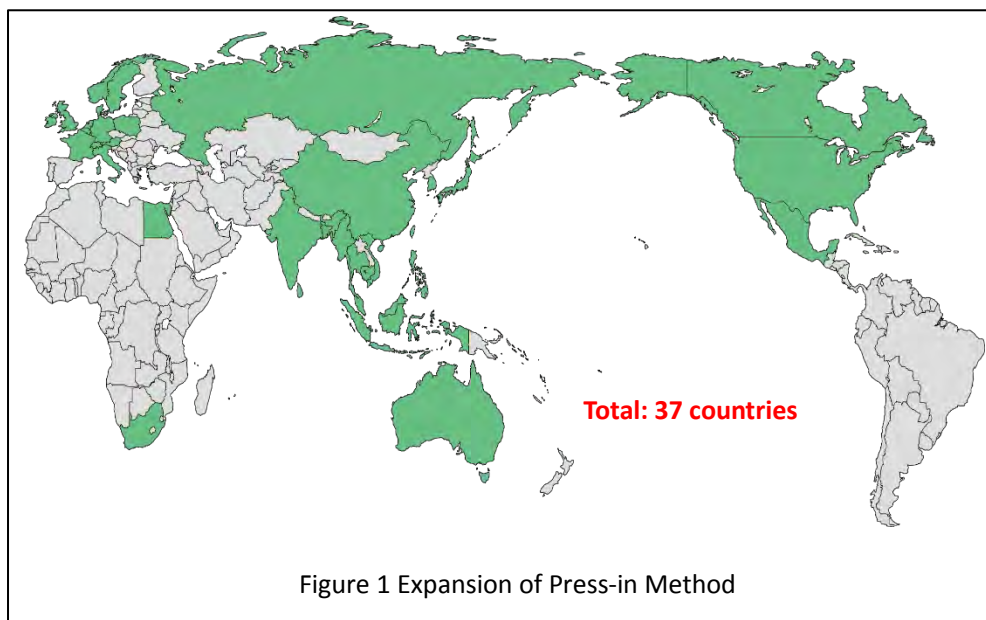 Total: 37 countries
Figure 1 Expansion of Press-in Method